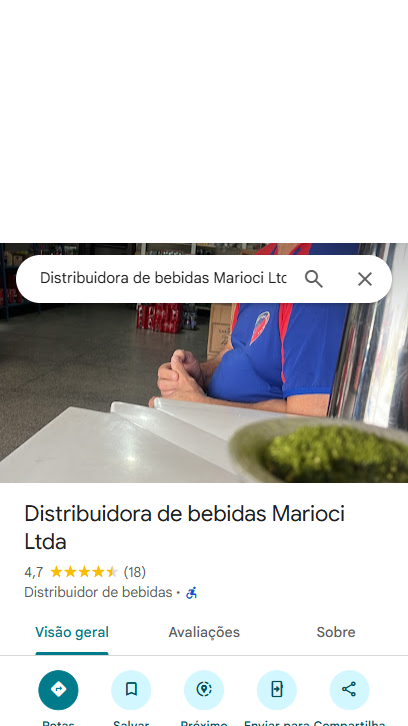 Distribuidora de bebidas Marioci Ltd
Distribuidora de bebidas Marioci
Ltda
4,7 (18)
Distribuidor de bebidas ·
Visão geral Avaliações Sobre
Rotas Salvar Próximo Enviar para Compartilha